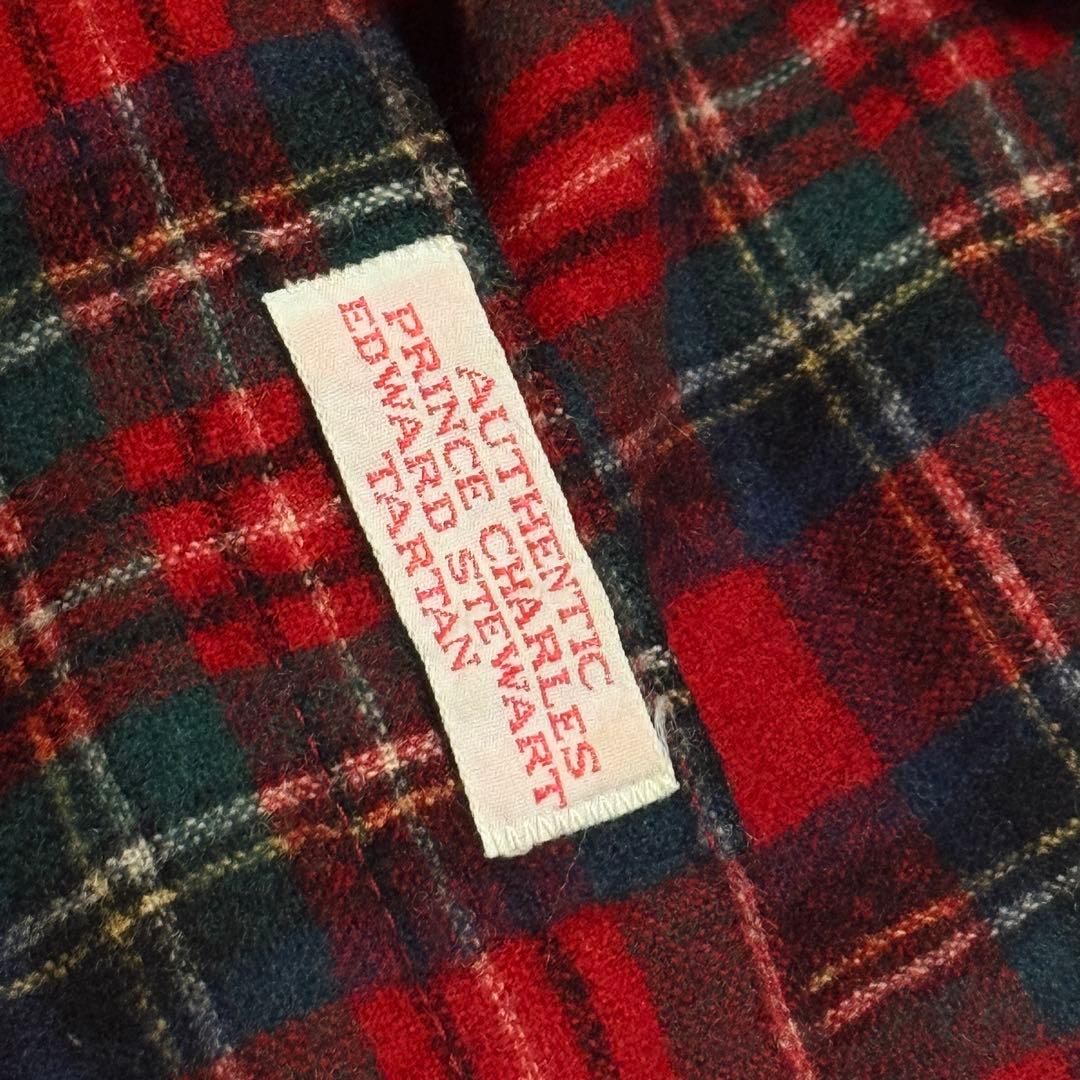 AUTHENTIC
PRINCE CHARLES
EDWARD STEWART
TARTAN